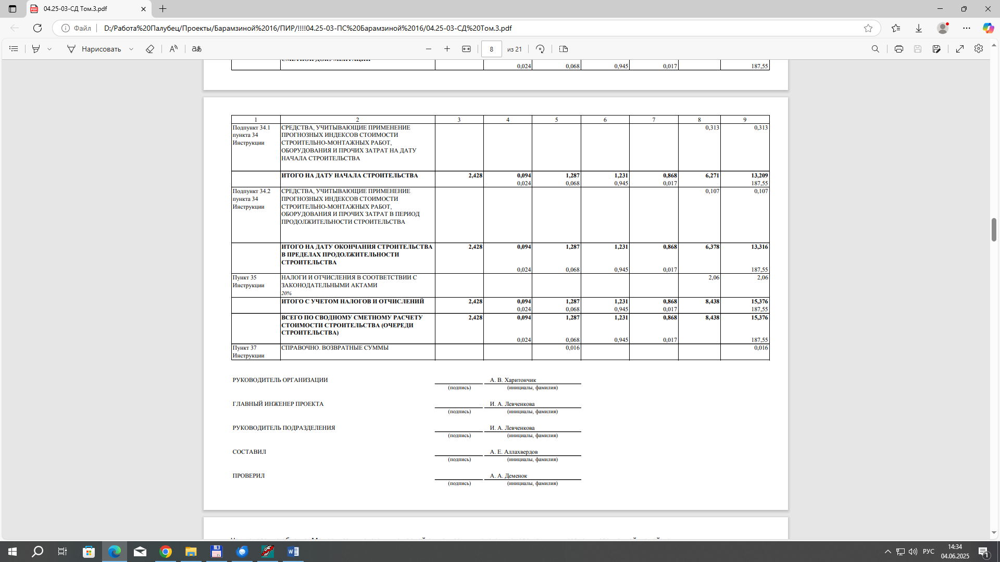 04.25-03-СД Том.3.pdf
Файл D:/Работа%20Палубец/Проекты/Барамзиной%2016/ПИР/!!!!04.25-03-ПС%20Барамзиной%2016/04.25-03-СД%20Том.3.pdf
Нарисовать 8 из 21
0,024 0,068 0,945 0,017 187,55
1 2 3 4 5 6 7 8 9
Подпункт 34.1 СРЕДСТВА, УЧИТЫВАЮЩИЕ ПРИМЕНЕНИЕ 0,313 0,313
пункта 34 ПРОГНОЗНЫХ ИНДЕКСОВ СТОИМОСТИ
Инструкции СТРОИТЕЛЬНО-МОНТАЖНЫХ РАБОТ,
ОБОРУДОВАНИЯ И ПРОЧИХ ЗАТРАТ НА ДАТУ
НАЧАЛА СТРОИТЕЛЬСТВА
ИТОГО НА ДАТУ НАЧАЛА СТРОИТЕЛЬСТВА 2,428 0,094 1,287 1,231 0,868 6,271 13,209
0,024 0,068 0,945 0,017 187,55
Подпункт 34.2 СРЕДСТВА, УЧИТЫВАЮЩИЕ ПРИМЕНЕНИЕ 0,107 0,107
пункта 34 ПРОГНОЗНЫХ ИНДЕКСОВ СТОИМОСТИ
Инструкции СТРОИТЕЛЬНО-МОНТАЖНЫХ РАБОТ,
ОБОРУДОВАНИЯ И ПРОЧИХ ЗАТРАТ В ПЕРИОД
ПРОДОЛЖИТЕЛЬНОСТИ СТРОИТЕЛЬСТВА
ИТОГО НА ДАТУ ОКОНЧАНИЯ СТРОИТЕЛЬСТВА 2,428 0,094 1,287 1,231 0,868 6,378 13,316
В ПРЕДЕЛАХ ПРОДОЛЖИТЕЛЬНОСТИ
СТРОИТЕЛЬСТВА
0,024 0,068 0,945 0,017 187,55
Пункт 35 НАЛОГИ И ОТЧИСЛЕНИЯ В СООТВЕТСТВИИ С 2,06 2,06
Инструкции ЗАКОНОДАТЕЛЬНЫМИ АКТАМИ
20%
ИТОГО С УЧЕТОМ НАЛОГОВ И ОТЧИСЛЕНИЙ 2,428 0,094 1,287 1,231 0,868 8,438 15,376
0,024 0,068 0,945 0,017 187,55
ВСЕГО ПО СВОДНОМУ СМЕТНОМУ РАСЧЕТУ 2,428 0,094 1,287 1,231 0,868 8,438 15,376
СТОИМОСТИ СТРОИТЕЛЬСТВА (ОЧЕРЕДИ
СТРОИТЕЛЬСТВА)
0,024 0,068 0,945 0,017 187,55
Пункт 37 СПРАВОЧНО. ВОЗВРАТНЫЕ СУММЫ 0,016 0,016
Инструкции
РУКОВОДИТЕЛЬ ОРГАНИЗАЦИИ А. В. Харитончик
(подпись) (инициалы, фамилия)
ГЛАВНЫЙ ИНЖЕНЕР ПРОЕКТА И. А. Левченкова
(подпись) (инициалы, фамилия)
РУКОВОДИТЕЛЬ ПОДРАЗДЕЛЕНИЯ И. А. Левченкова
(подпись) (инициалы, фамилия)
СОСТАВИЛ А. Е. Аллахвердов
(подпись) (инициалы, фамилия)
ПРОВЕРИЛ А. А. Деменок
(подпись) (инициалы, фамилия)
РУС 14:34
04.06.2025